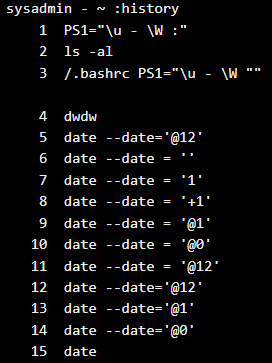 sysadmin - ~ :history
1 PS1="\u - \W :"
2 ls -al
3 /.bashrc PS1="\u - \W ""
4 dwdw
5 date --date='@12'
6 date --date = ''
7 date --date = '1'
8 date --date = '+1'
9 date --date = '@1'
10 date --date = '@0'
11 date --date = '@12'
12 date --date='@12'
13 date --date='@1'
14 date --date='@0'
15 date